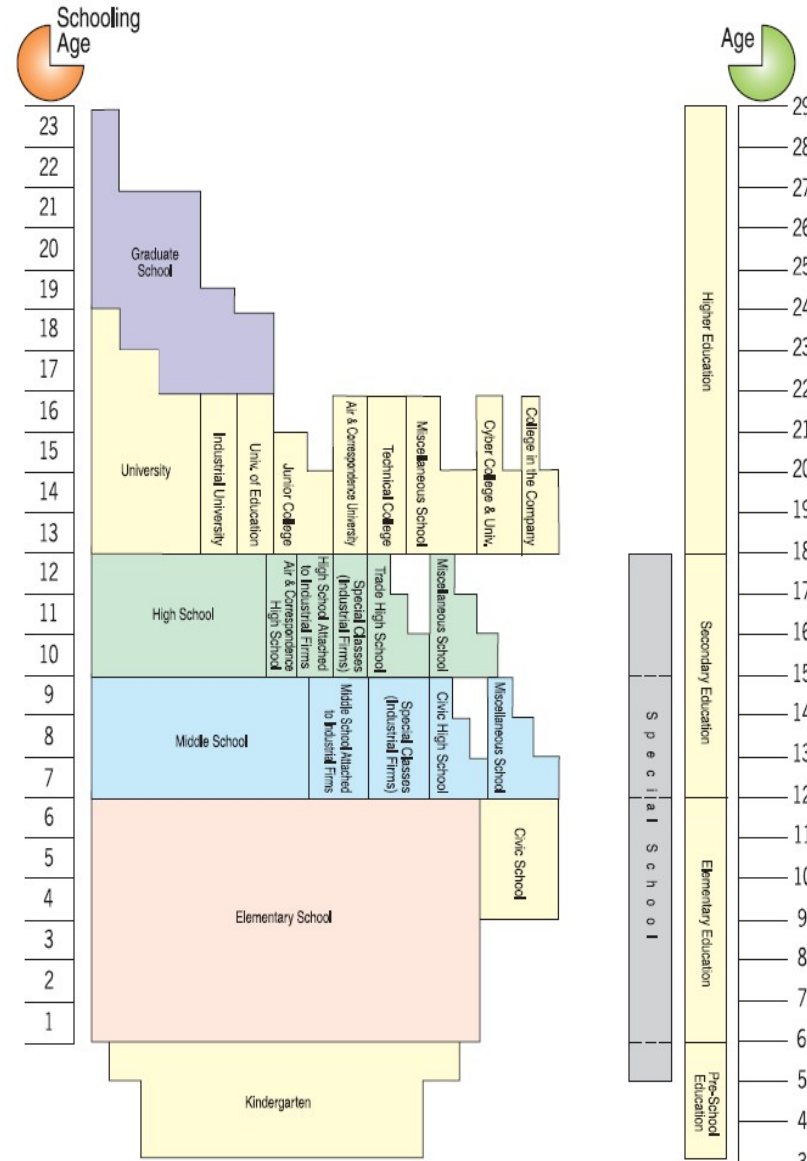 Schooling
Age
Age
23
22
21
20
19
18
17
16
15
14
13
12
11
10
9
8
7
6
5
4
3
2
1
Graduate
School
University
Industrial University
Univ. of Education
Junior College
Air & Correspondence University
Technical College
Miscellaneous School
Cyber College & Univ.
College in the Company
High School
Air & Correspondence
High School
High School Attached
to Industrial Firms
Special Classes
(Industrial Firms)
Trade High School
Miscellaneous School
Middle School
Middle School Attached
to Industrial Firms
Special Classes
(Industrial Firms)
Civic High School
Miscellaneous School
Elementary School
Civic School
Kindergarten
Special School
Higher Education
Secondary Education
Elementary Education
Pre-School
Education
29
28
27
26
25
24
23
22
21
20
19
18
17
16
15
14
13
12
11
10
9
8
7
6
5
4
3